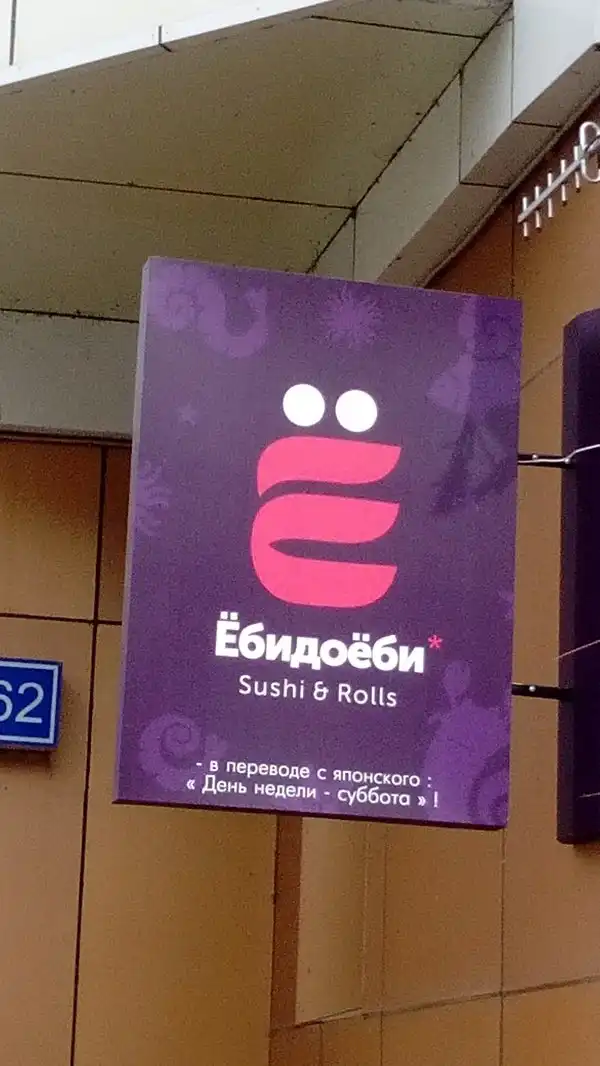 Ё
Ёбидоёби*
Sushi & Rolls
- в переводе с японского :
« День недели - суббота » !
62